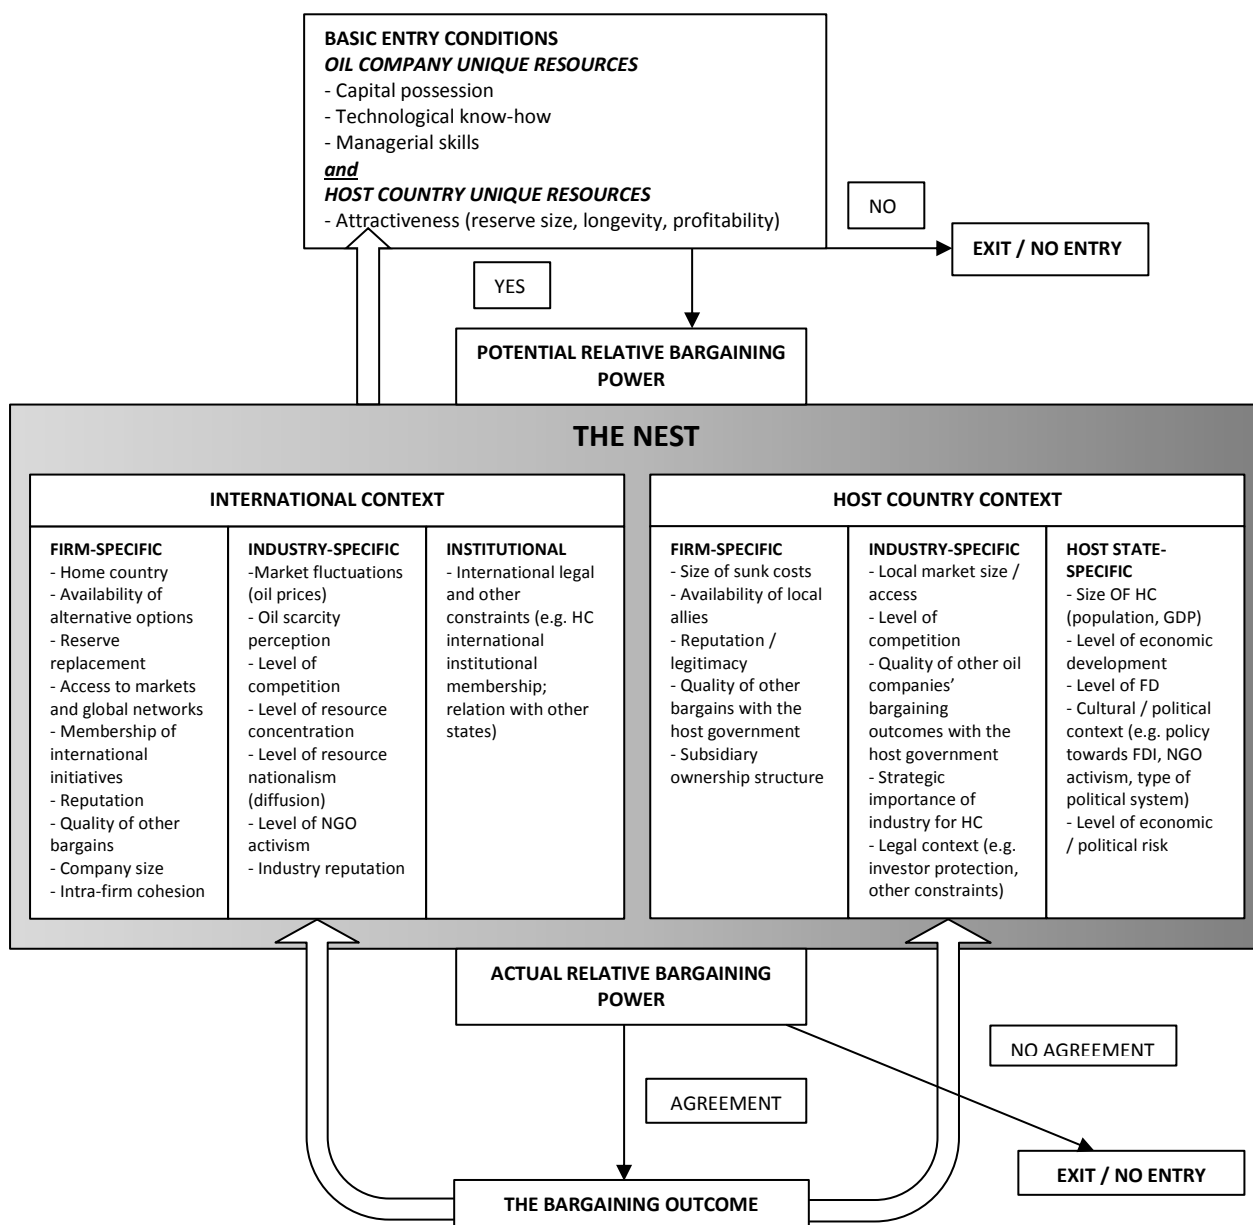 BASIC ENTRY CONDITIONS
OIL COMPANY UNIQUE RESOURCES
- Capital possession
- Technological know-how
- Managerial skills
and
HOST COUNTRY UNIQUE RESOURCES
- Attractiveness (reserve size, longevity, profitability)
NO
EXIT / NO ENTRY
YES
POTENTIAL RELATIVE BARGAINING
POWER
THE NEST
INTERNATIONAL CONTEXT
FIRM-SPECIFIC
- Home country
- Availability of
alternative options
- Reserve
replacement
- Access to markets
and global networks
- Membership of
international
initiatives
- Reputation
- Quality of other
bargains
- Company size
- Intra-firm cohesion
INDUSTRY-SPECIFIC
-Market fluctuations
(oil prices)
- Oil scarcity
perception
- Level of
competition
- Level of resource
concentration
- Level of resource
nationalism
(diffusion)
- Level of NGO
activism
- Industry reputation
INSTITUTIONAL
- International legal
and other
constraints (e.g. HC
international
institutional
membership;
relation with other
states)
HOST COUNTRY CONTEXT
FIRM-SPECIFIC
- Size of sunk costs
- Availability of local
allies
- Reputation /
legitimacy
- Quality of other
bargains with the
host government
- Subsidiary
ownership structure
INDUSTRY-SPECIFIC
- Local market size /
access
- Level of
competition
- Quality of other oil
companies’
bargaining
outcomes with the
host government
- Strategic
importance of
industry for HC
- Legal context (e.g.
investor protection,
other constraints)
HOST STATE-
SPECIFIC
- Size OF HC
(population, GDP)
- Level of economic
development
- Level of FD
- Cultural / political
context (e.g. policy
towards FDI, NGO
activism, type of
political system)
- Level of economic
/ political risk
ACTUAL RELATIVE BARGAINING
POWER
NO AGREEMENT
AGREEMENT
EXIT / NO ENTRY
THE BARGAINING OUTCOME